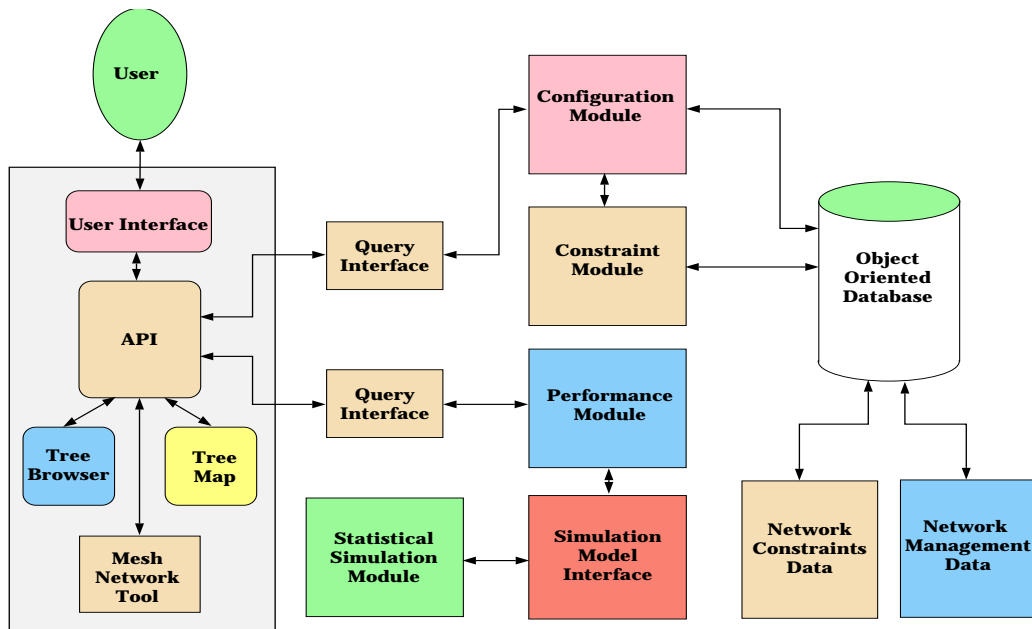 User
User Interface
API
Tree
Browser
Tree
Map
Mesh
Network
Tool
Query
Interface
Query
Interface
Configuration
Module
Constraint
Module
Performance
Module
Statistical
Simulation
Module
Simulation
Model
Interface
Object
Oriented
Database
Network
Constraints
Data
Network
Management
Data